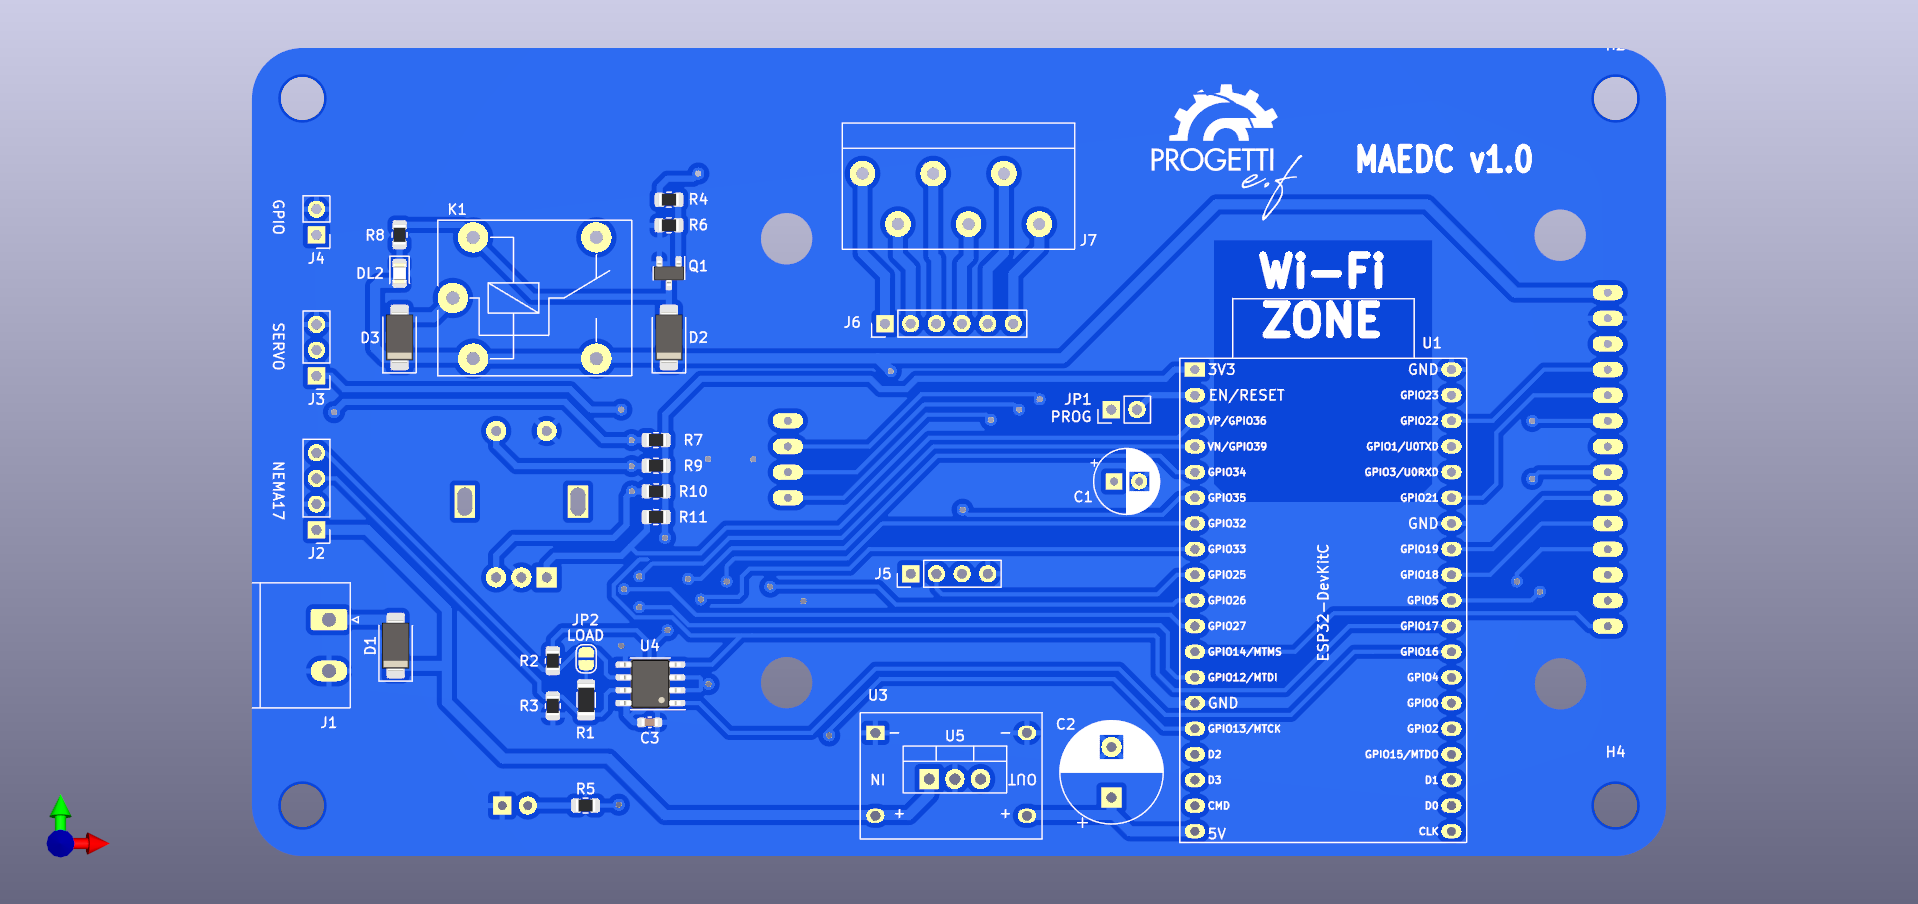 PROGETTI
e.f
MAEDC v1.0
GPIO
J4
K1
R8
DL2
D3
R4
R6
Q1
D2
J7
J6
Wi-Fi
ZONE
SERVO
J3
NEMA17
J2
R7
R9
R10
R11
JP1
PROG
+
C1
J5
U1
3V3
EN/RESET
VP/GPIO36
VN/GPIO39
GPIO34
GPIO35
GPIO32
GPIO33
GPIO25
GPIO26
GPIO27
GPIO14/MTMS
GPIO12/MTDI
GND
GPIO13/MTCK
D2
D3
CMD
5V
ESP32-DevKitC
GND
GPIO23
GPIO22
GPIO1/U0TXD
GPIO3/U0RXD
GPIO21
GND
GPIO19
GPIO18
GPIO5
GPIO17
GPIO16
GPIO4
GPIO0
GPIO2
GPIO15/MTDO
D1
D0
CLK
J1
D1
JP2
LOAD
U4
R2
R3
R1
C3
R5
U3
- -
U5
IN OUT
+ +
C2
+
H4